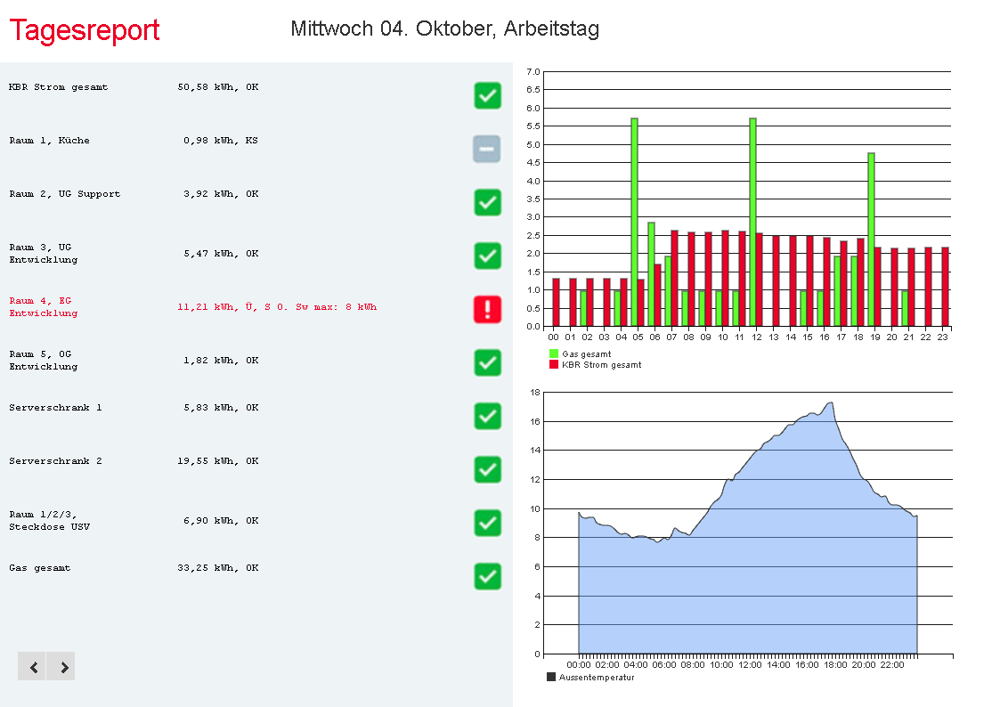 Tagesreport
Mittwoch 04. Oktober, Arbeitstag
KBR Strom gesamt 50,58 kWh, OK
Raum 1, Küche 0,98 kWh, KS
Raum 2, UG Support 3,92 kWh, OK
Raum 3, UG
Entwicklung 5,47 kWh, OK
Raum 4, EG
Entwicklung 11,21 kWh, Ü, S O. Sw max: 8 kWh
Raum 5, OG
Entwicklung 1,82 kWh, OK
Serverschrank 1 5,83 kWh, OK
Serverschrank 2 19,55 kWh, OK
Raum 1/2/3,
Steckdose USV 6,90 kWh, OK
Gas gesamt 33,25 kWh, OK
7.0
6.5
6.0
5.5
5.0
4.5
4.0
3.5
3.0
2.5
2.0
1.5
1.0
0.5
0.0
00 01 02 03 04 05 06 07 08 09 10 11 12 13 14 15 16 17 18 19 20 21 22 23
Gas gesamt
KBR Strom gesamt
18
16
14
12
10
8
6
4
2
0
00:00 02:00 04:00 06:00 08:00 10:00 12:00 14:00 16:00 18:00 20:00 22:00
Aussentemperatur